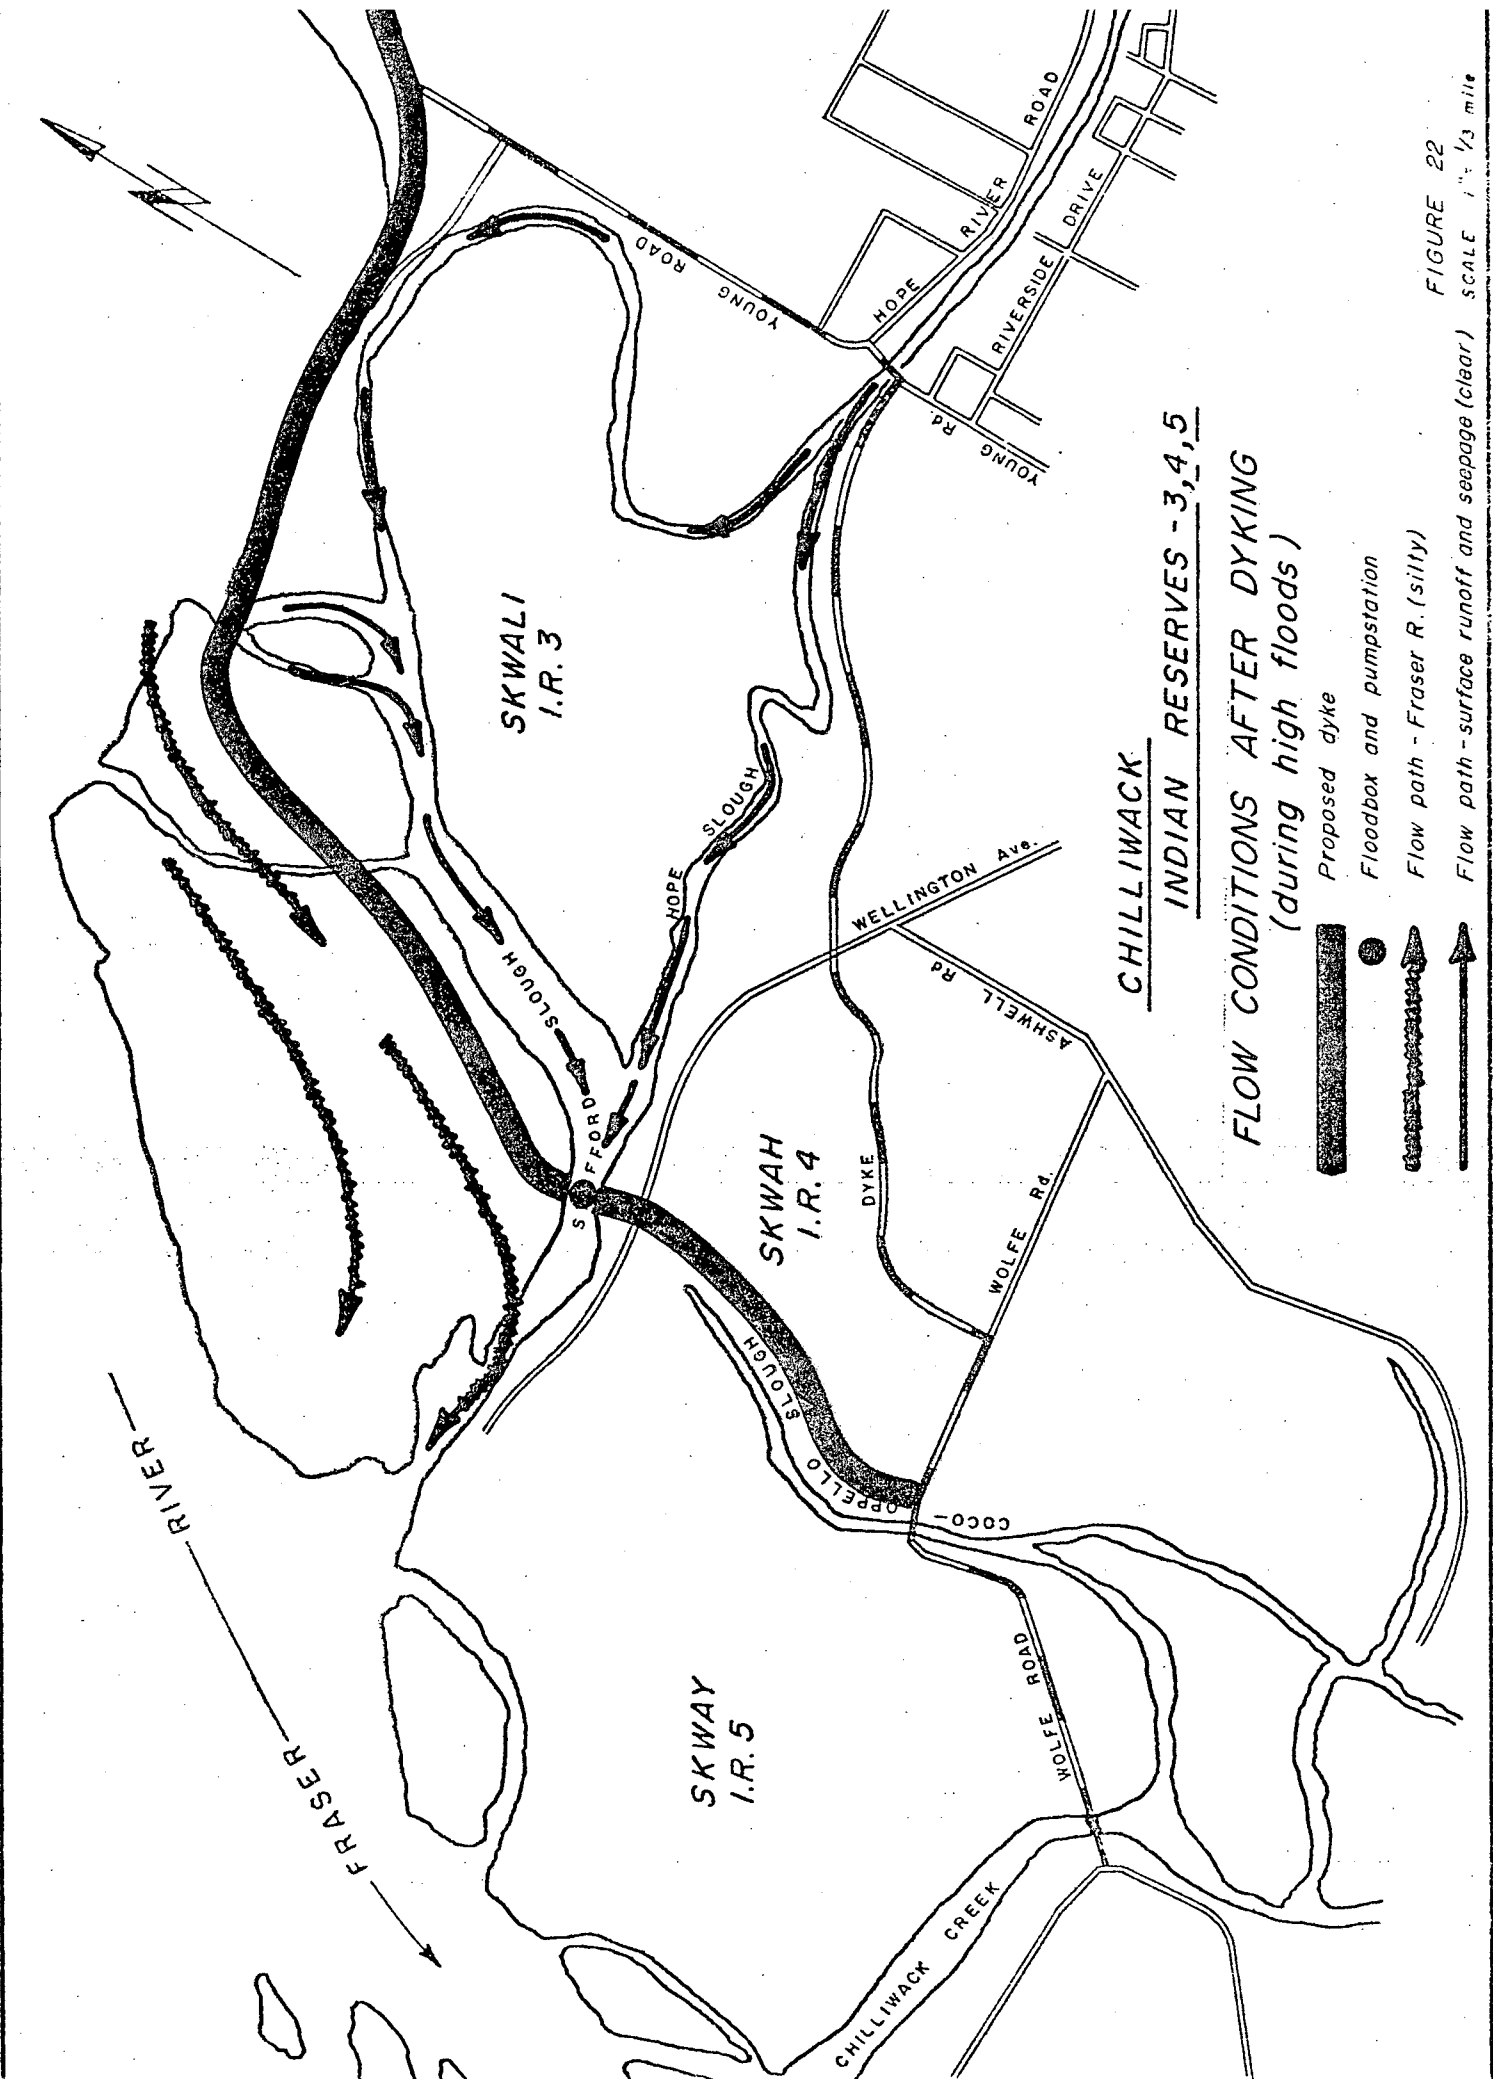 FRASER — RIVER
SKWALI
I.R. 3
SKWAH
I.R. 4
SKWAY
I.R. 5
YOUNG ROAD
HOPE RIVER ROAD
RIVERSIDE DRIVE
YOUNG Rd.
HOPE SLOUGH
SLOUGH
S FFORD
WELLINGTON Ave.
ASHWELL Rd
DYKE
WOLFE Rd.
COCO-OPPELLO SLOUGH
WOLFE ROAD
CHILLIWACK CREEK
CHILLIWACK
INDIAN RESERVES - 3,4,5
FLOW CONDITIONS AFTER DYKING
(during high floods)
Proposed dyke
Floodbox and pumpstation
Flow path - Fraser R. (silty)
Flow path - surface runoff and seepage (clear)
FIGURE 22
SCALE 1" = 1/3 mile